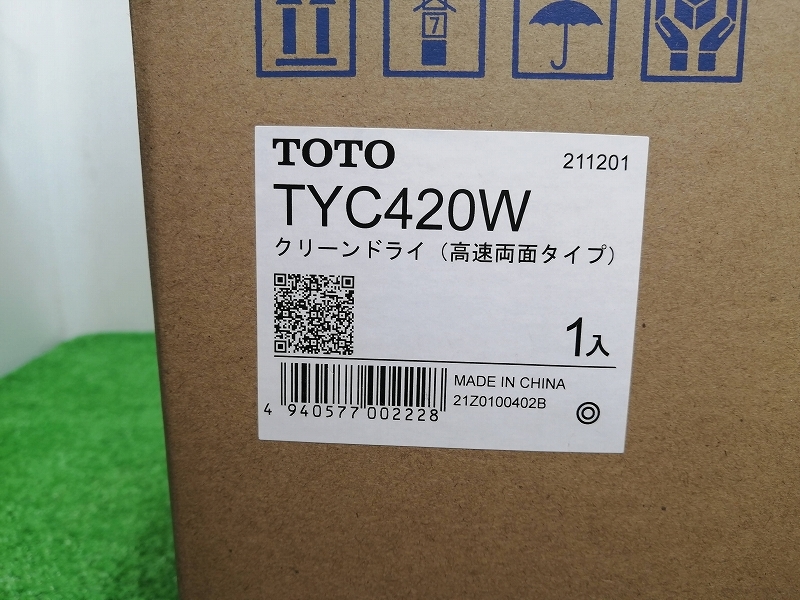 7
TOTO
211201
TYC420W
クリーンドライ（高速両面タイプ）
1入
MADE IN CHINA
21Z0100402B
4 940577 002228